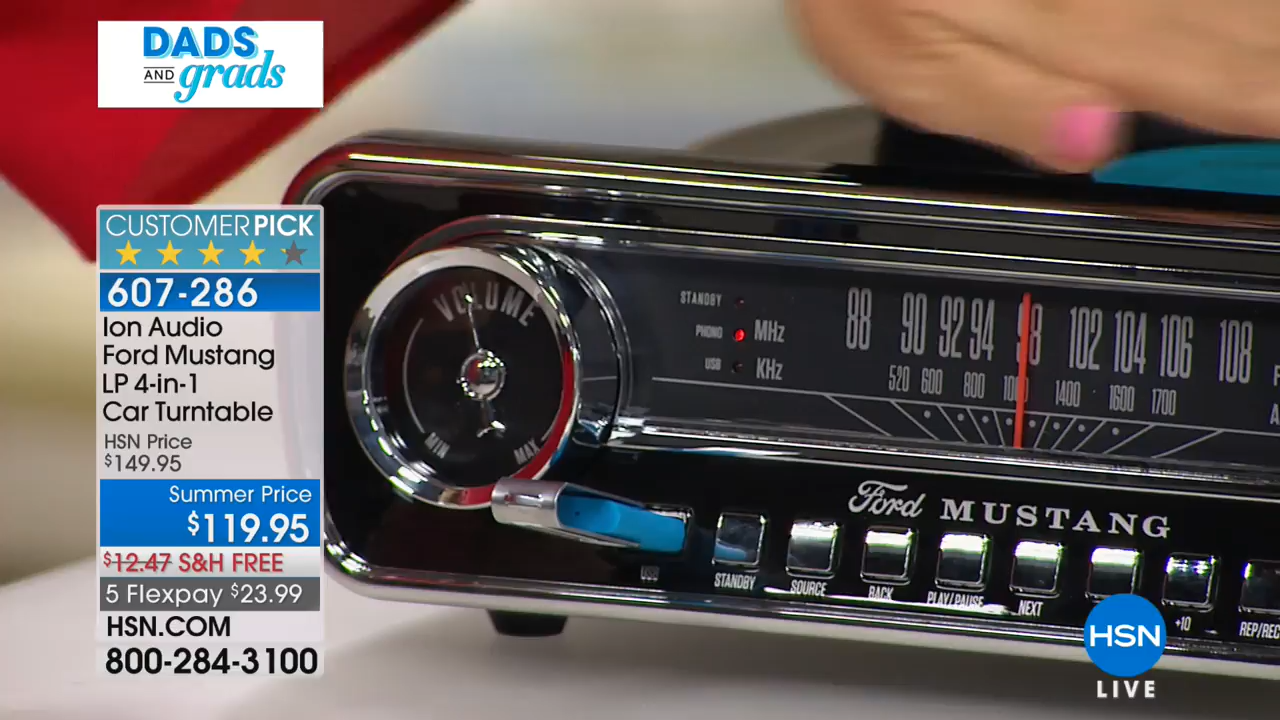 DADS
AND grads
CUSTOMER PICK
607-286
Ion Audio
Ford Mustang
LP 4-in-1
Car Turntable
HSN Price
$149.95
Summer Price
$119.95
$12.47 S&H FREE
5 Flexpay $23.99
HSN.COM
800-284-3100
VOLUME
MIN MAX
STANDBY
PHONO MHz
USB KHz
88 90 92 94 98 102 104 106 108
520 600 800 1400 1600 1700
Ford MUSTANG
USB STANDBY SOURCE BACK PLAY/PAUSE NEXT +10 REP/REC
HSN
LIVE